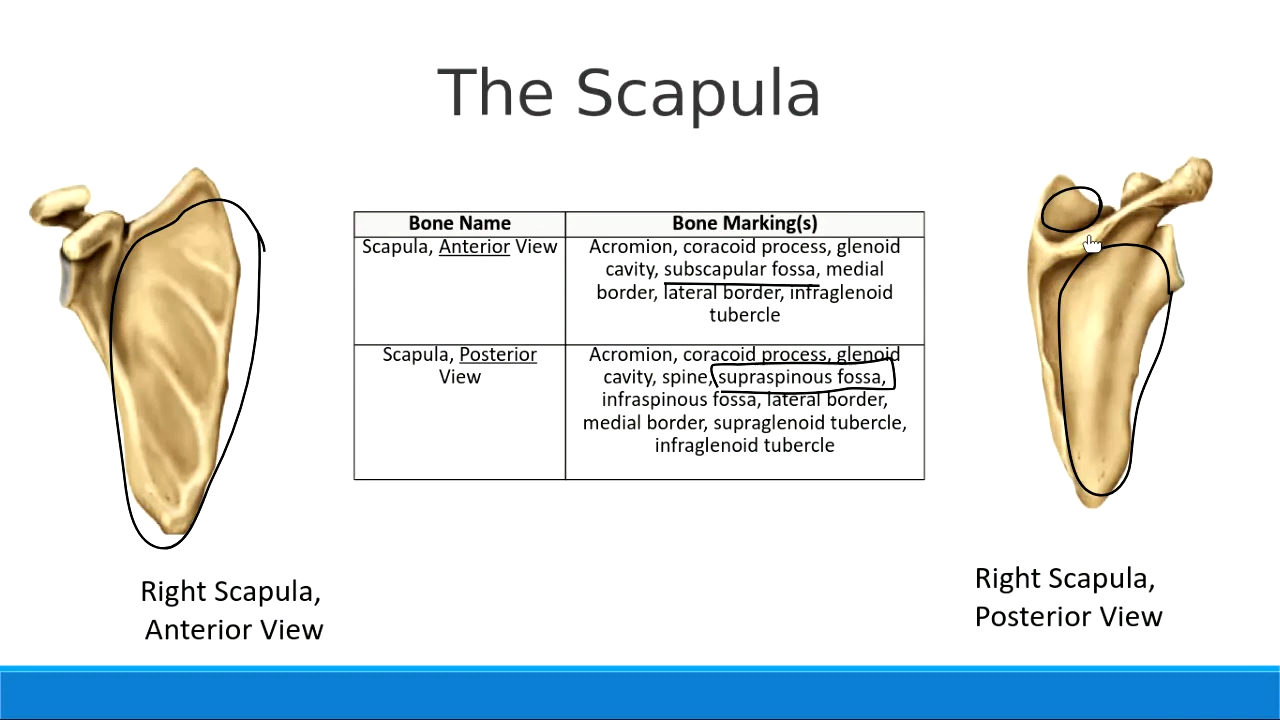 The Scapula
Bone Name
Bone Marking(s)
Scapula, Anterior View
Acromion, coracoid process, glenoid
cavity, subscapular fossa, medial
border, lateral border, infraglenoid
tubercle
Scapula, Posterior
View
Acromion, coracoid process, glenoid
cavity, spine, supraspinous fossa,
infraspinous fossa, lateral border,
medial border, supraglenoid tubercle,
infraglenoid tubercle
Right Scapula,
Anterior View
Right Scapula,
Posterior View